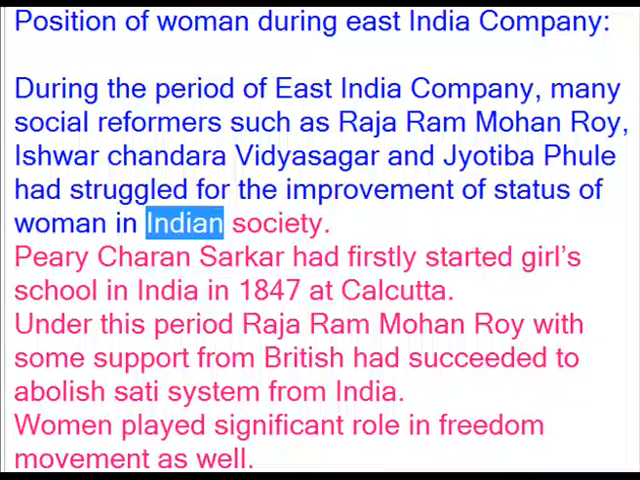 Position of woman during east India Company:
During the period of East India Company, many
social reformers such as Raja Ram Mohan Roy,
Ishwar chandara Vidyasagar and Jyotiba Phule
had struggled for the improvement of status of
woman in Indian society.
Peary Charan Sarkar had firstly started girl's
school in India in 1847 at Calcutta.
Under this period Raja Ram Mohan Roy with
some support from British had succeeded to
abolish sati system from India.
Women played significant role in freedom
movement as well.